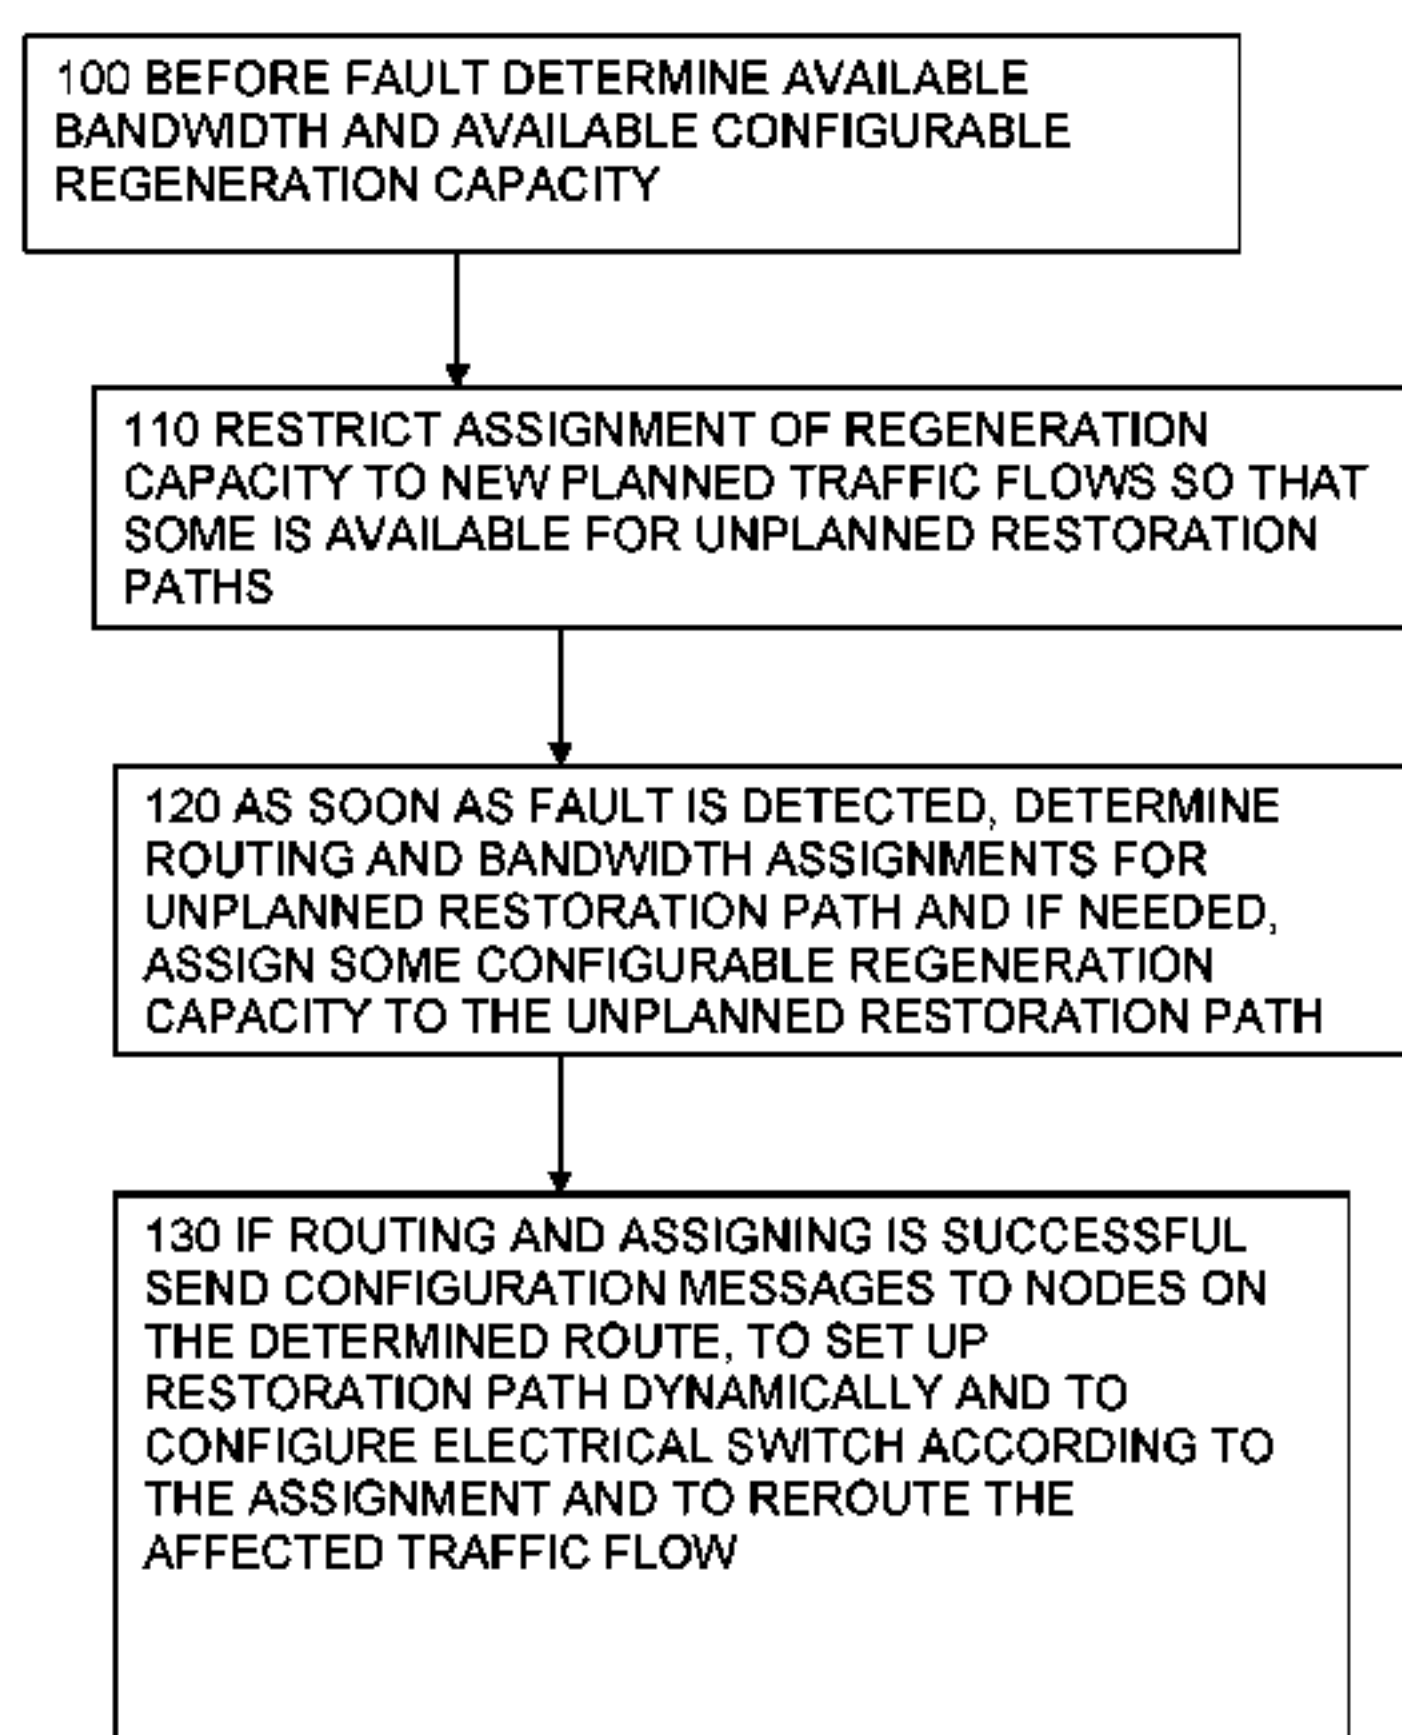 100 BEFORE FAULT DETERMINE AVAILABLE
BANDWIDTH AND AVAILABLE CONFIGURABLE
REGENERATION CAPACITY
110 RESTRICT ASSIGNMENT OF REGENERATION
CAPACITY TO NEW PLANNED TRAFFIC FLOWS SO THAT
SOME IS AVAILABLE FOR UNPLANNED RESTORATION
PATHS
120 AS SOON AS FAULT IS DETECTED, DETERMINE
ROUTING AND BANDWIDTH ASSIGNMENTS FOR
UNPLANNED RESTORATION PATH AND IF NEEDED,
ASSIGN SOME CONFIGURABLE REGENERATION
CAPACITY TO THE UNPLANNED RESTORATION PATH
130 IF ROUTING AND ASSIGNING IS SUCCESSFUL
SEND CONFIGURATION MESSAGES TO NODES ON
THE DETERMINED ROUTE, TO SET UP
RESTORATION PATH DYNAMICALLY AND TO
CONFIGURE ELECTRICAL SWITCH ACCORDING TO
THE ASSIGNMENT AND TO REROUTE THE
AFFECTED TRAFFIC FLOW